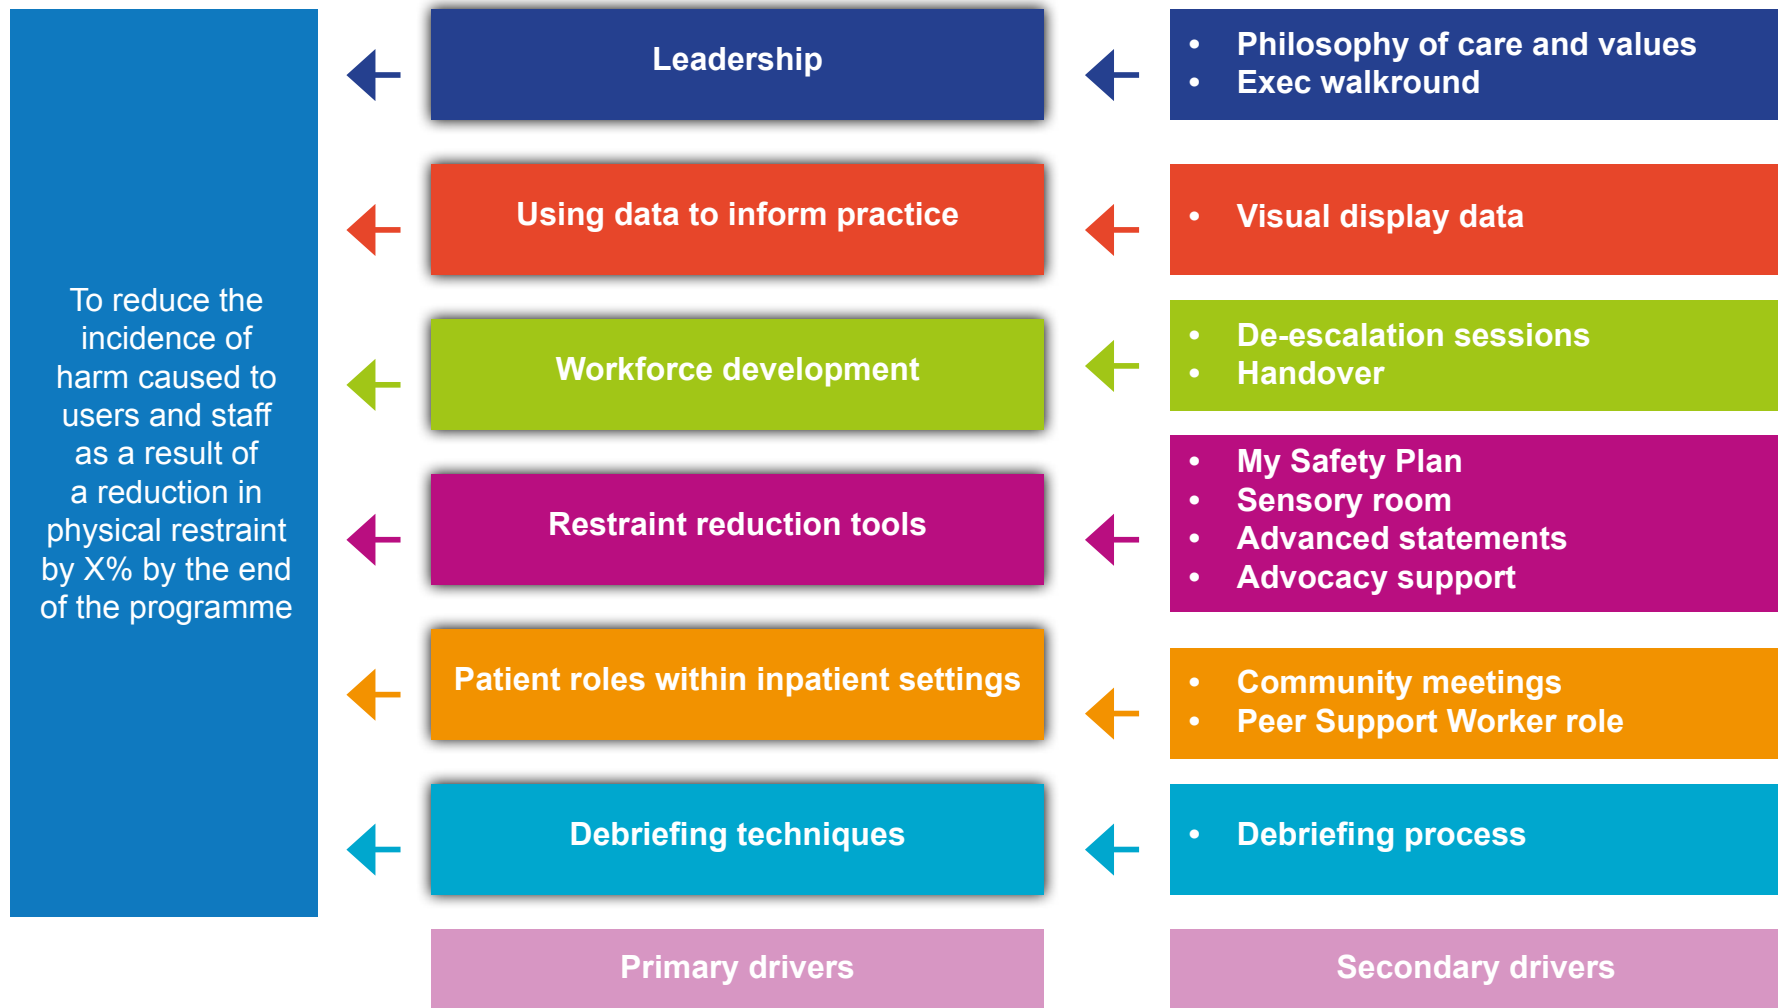 To reduce the
incidence of
harm caused to
users and staff
as a result of
a reduction in
physical restraint
by X% by the end
of the programme
Leadership
• Philosophy of care and values
• Exec walkround
Using data to inform practice
• Visual display data
Workforce development
• De-escalation sessions
• Handover
Restraint reduction tools
• My Safety Plan
• Sensory room
• Advanced statements
• Advocacy support
Patient roles within inpatient settings
• Community meetings
• Peer Support Worker role
Debriefing techniques
• Debriefing process
Primary drivers
Secondary drivers